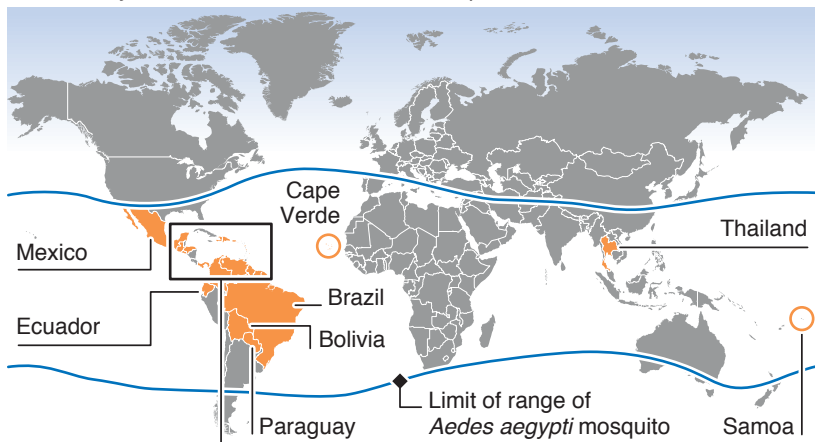 Cape
Verde
Thailand
Mexico
Brazil
Ecuador
Bolivia
Limit of range of
Aedes aegypti mosquito
Paraguay
Samoa